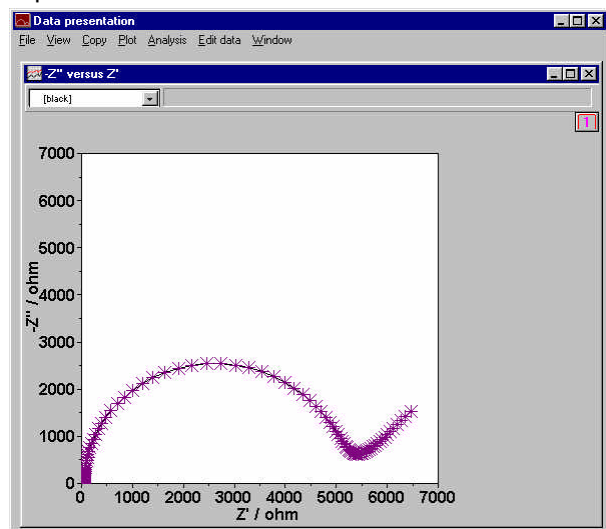 Data presentation
File View Copy Plot Analysis Edit data Window
-Z" versus Z'
[black]
1
7000
6000
5000
4000
3000
2000
1000
0
-Z" / ohm
0 1000 2000 3000 4000 5000 6000 7000
Z' / ohm